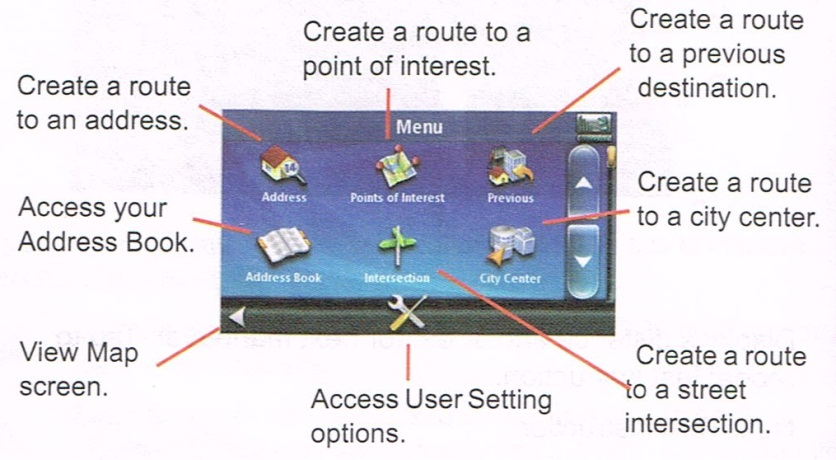 Create a route to a
point of interest.
Create a route
to a previous
destination.
Create a route
to an address.
Menu
Address
Points of Interest
Previous
Create a route
to a city center.
Access your
Address Book.
Address Book
Intersection
City Center
View Map
screen.
Access User Setting
options.
Create a route
to a street
intersection.